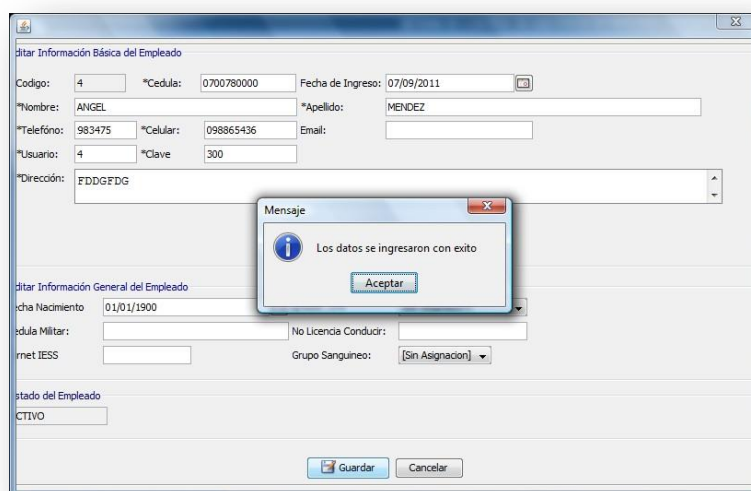 ditar Información Básica del Empleado
Codigo: 4 *Cedula: 0700780000 Fecha de Ingreso: 07/09/2011
*Nombre: ANGEL *Apellido: MENDEZ
*Telefóno: 983475 *Celular: 098865436 Email:
*Usuario: 4 *Clave 300
*Dirección: FDDGFDG
Mensaje
Los datos se ingresaron con exito
Aceptar
ditar Información General del Empleado
echa Nacimiento 01/01/1900
edula Militar: No Licencia Conducir:
rnet IESS Grupo Sanguineo: [Sin Asignacion]
stado del Empleado
CTIVO
Guardar Cancelar